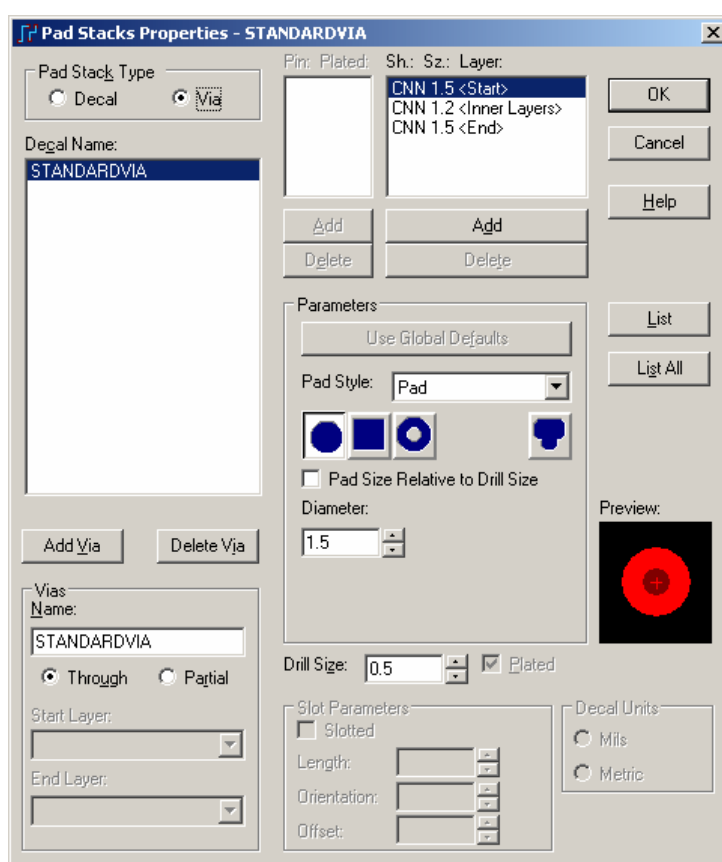 Pad Stacks Properties - STANDARDVIA
Pad Stack Type
Decal
Via
Decal Name:
STANDARDVIA
Pin: Plated:
Sh.: Sz.: Layer:
CNN 1.5 <Start>
CNN 1.2 <Inner Layers>
CNN 1.5 <End>
OK
Cancel
Help
Add
Add
Delete
Delete
Parameters
Use Global Defaults
List
List All
Pad Style:
Pad
Pad Size Relative to Drill Size
Diameter:
1.5
Preview:
Add Via
Delete Via
Vias
Name:
STANDARDVIA
Through
Partial
Start Layer:
End Layer:
Drill Size:
0.5
Plated
Slot Parameters
Slotted
Length:
Orientation:
Offset:
Decal Units
Mils
Metric